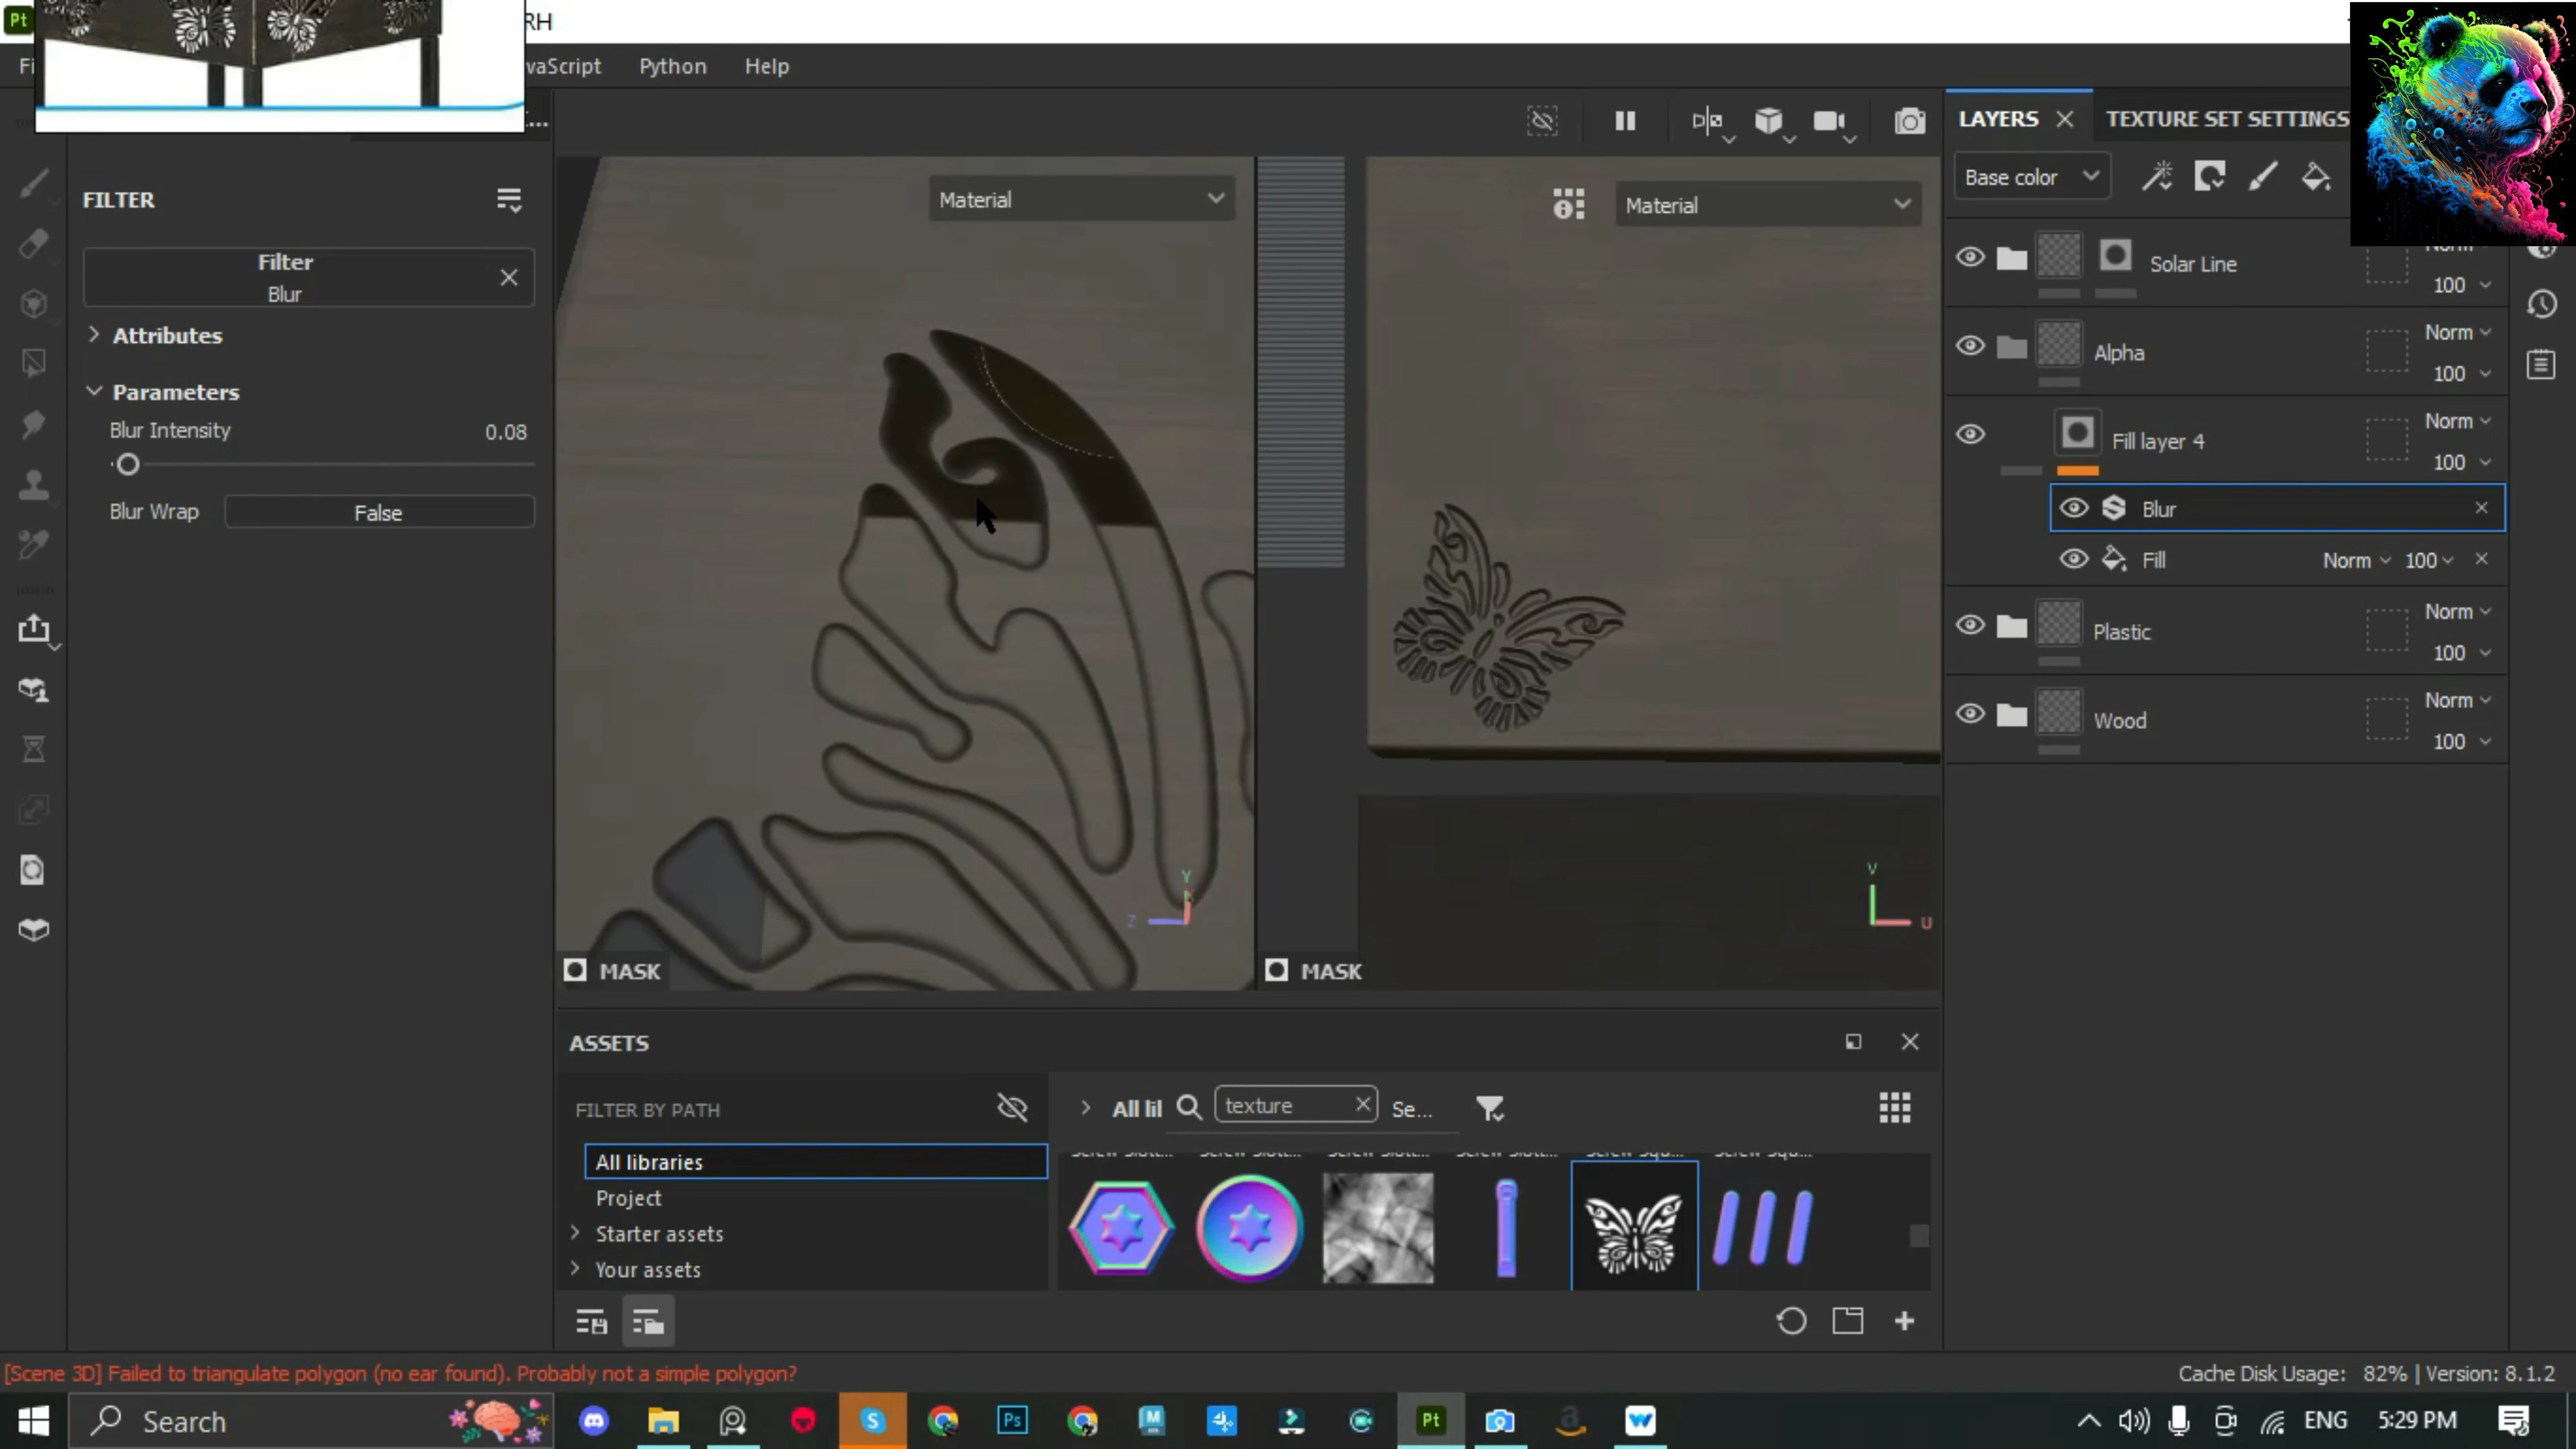 Pt
RH
Fi
vaScript
Python
Help
...
LAYERS
TEXTURE SET SETTINGS
Base color
FILTER
Filter
Blur
Attributes
Parameters
Blur Intensity
0.08
Blur Wrap
False
Material
Material
Solar Line
100
Alpha
Norm
100
Fill layer 4
Norm
100
Blur
Fill
Norm
100
Plastic
Norm
100
Wood
Norm
100
Y
Z
V
U
MASK
MASK
ASSETS
FILTER BY PATH
All lil
texture
Se...
All libraries
Project
Starter assets
Your assets
[Scene 3D] Failed to triangulate polygon (no ear found). Probably not a simple polygon?
Cache Disk Usage: 82% | Version: 8.1.2
Search
Ps
M
Pt
a
ENG
5:29 PM